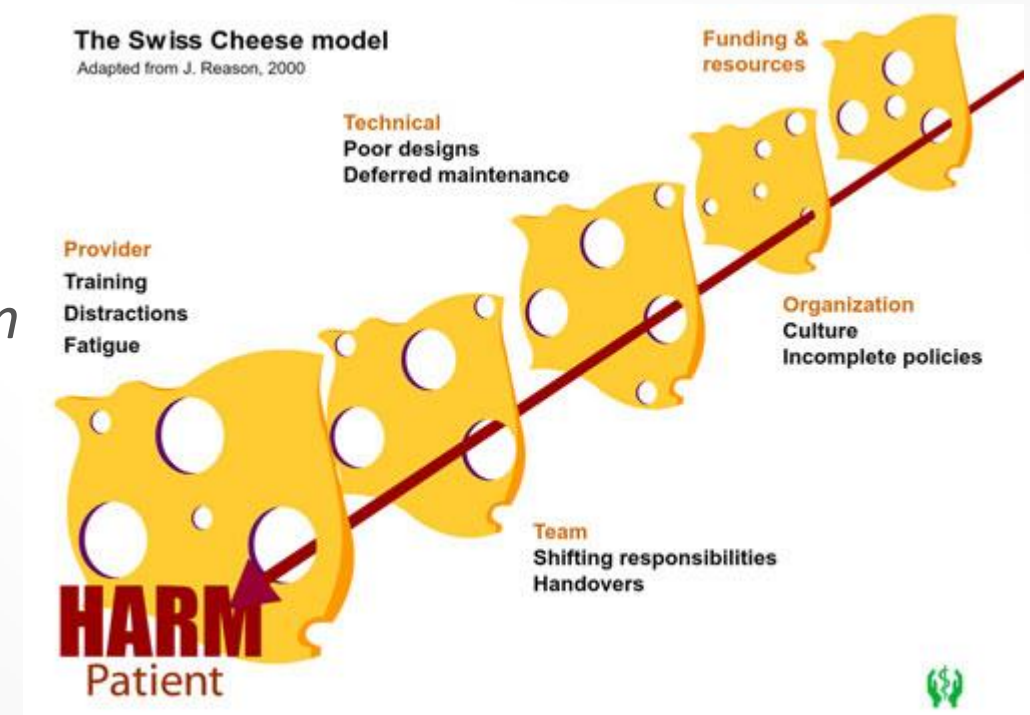 The Swiss Cheese model
Adapted from J. Reason, 2000
Funding &
resources
Technical
Poor designs
Deferred maintenance
Provider
Training
Distractions
Fatigue
n
Organization
Culture
Incomplete policies
Team
Shifting responsibilities
Handovers
HARM
Patient